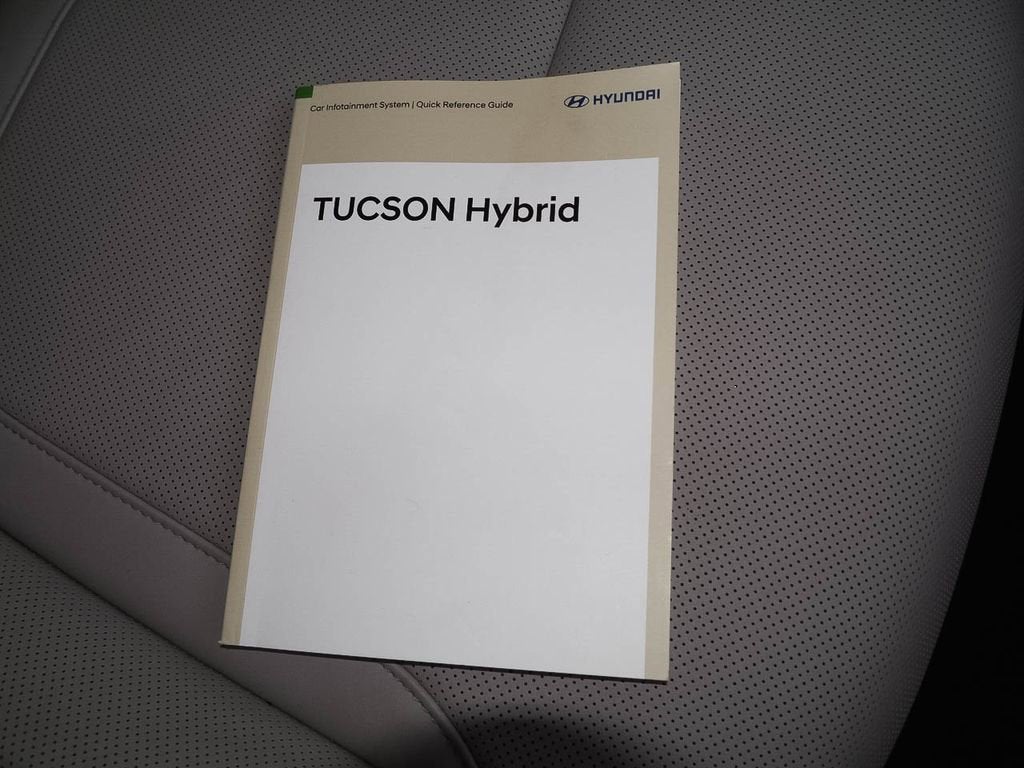 Car Infotainment System | Quick Reference Guide
HYUNDAI
TUCSON Hybrid